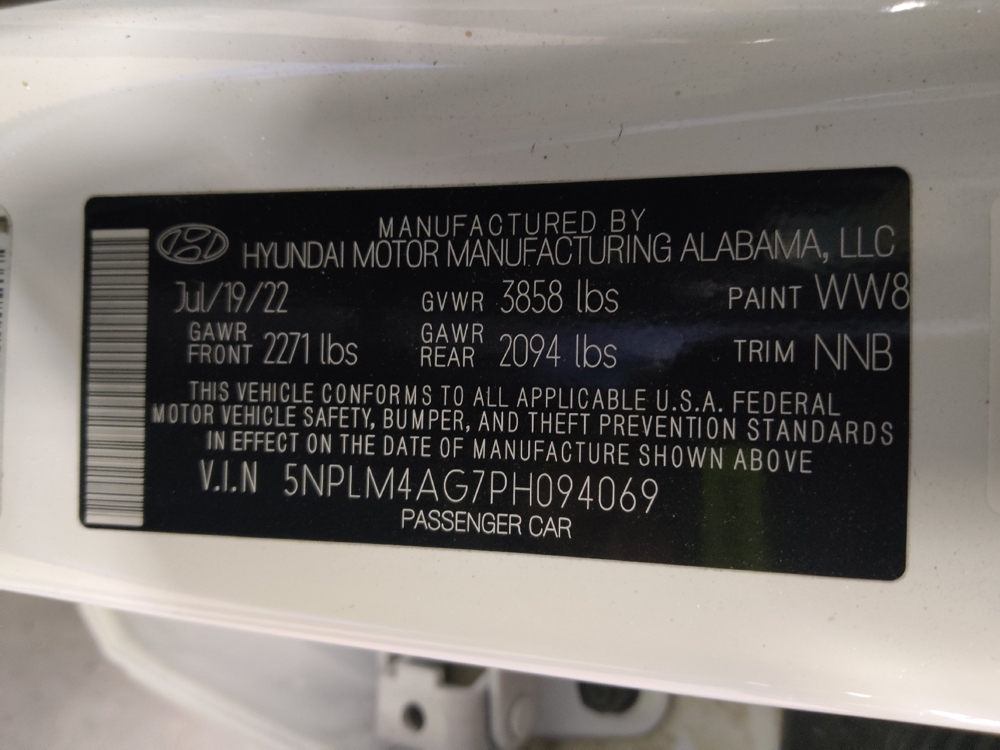 MANUFACTURED BY
HYUNDAI MOTOR MANUFACTURING ALABAMA, LLC
Jul/19/22 GVWR 3858 lbs PAINT WW8
GAWR FRONT 2271 lbs GAWR REAR 2094 lbs TRIM NNB
THIS VEHICLE CONFORMS TO ALL APPLICABLE U.S.A. FEDERAL
MOTOR VEHICLE SAFETY, BUMPER, AND THEFT PREVENTION STANDARDS
IN EFFECT ON THE DATE OF MANUFACTURE SHOWN ABOVE
V.I.N 5NPLM4AG7PH094069
PASSENGER CAR